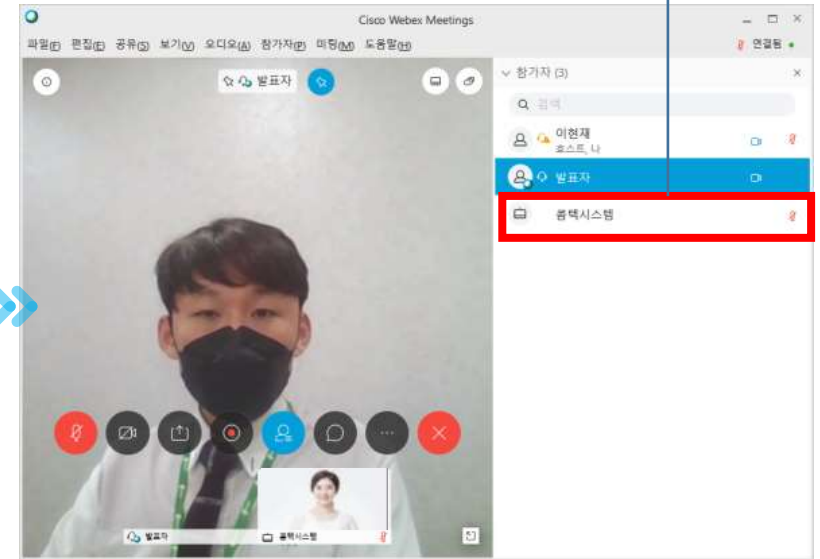 Cisco Webex Meetings
파일(F) 편집(E) 공유(S) 보기(V) 오디오(A) 참가자(P) 미팅(M) 도움말(H)
연결됨
발표자
참가자 (3)
검색
이현재
호스트, 나
발표자
콤텍시스템
발표자
콤텍시스템